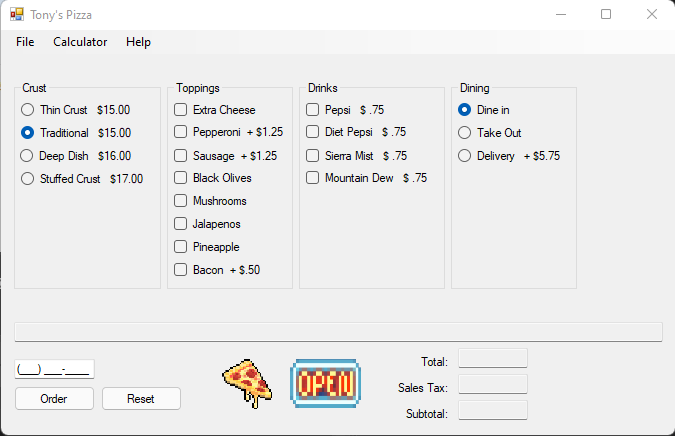 Tony's Pizza
File Calculator Help
Crust
Thin Crust $15.00
Traditional $15.00
Deep Dish $16.00
Stuffed Crust $17.00
Toppings
Extra Cheese
Pepperoni + $1.25
Sausage + $1.25
Black Olives
Mushrooms
Jalapenos
Pineapple
Bacon + $.50
Drinks
Pepsi $ .75
Diet Pepsi $ .75
Sierra Mist $ .75
Mountain Dew $ .75
Dining
Dine in
Take Out
Delivery + $5.75
(___) ___-____
Order Reset
OPEN
Total:
Sales Tax:
Subtotal: